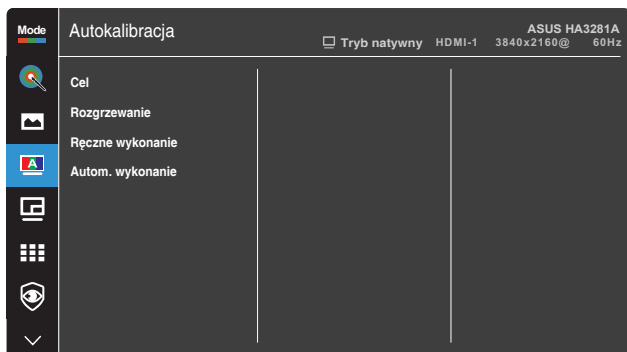 Mode
Autokalibracja
ASUS HA3281A
Tryb natywny HDMI-1 3840x2160@ 60Hz
A
Cel
Rozgrzewanie
Ręczne wykonanie
Autom. wykonanie